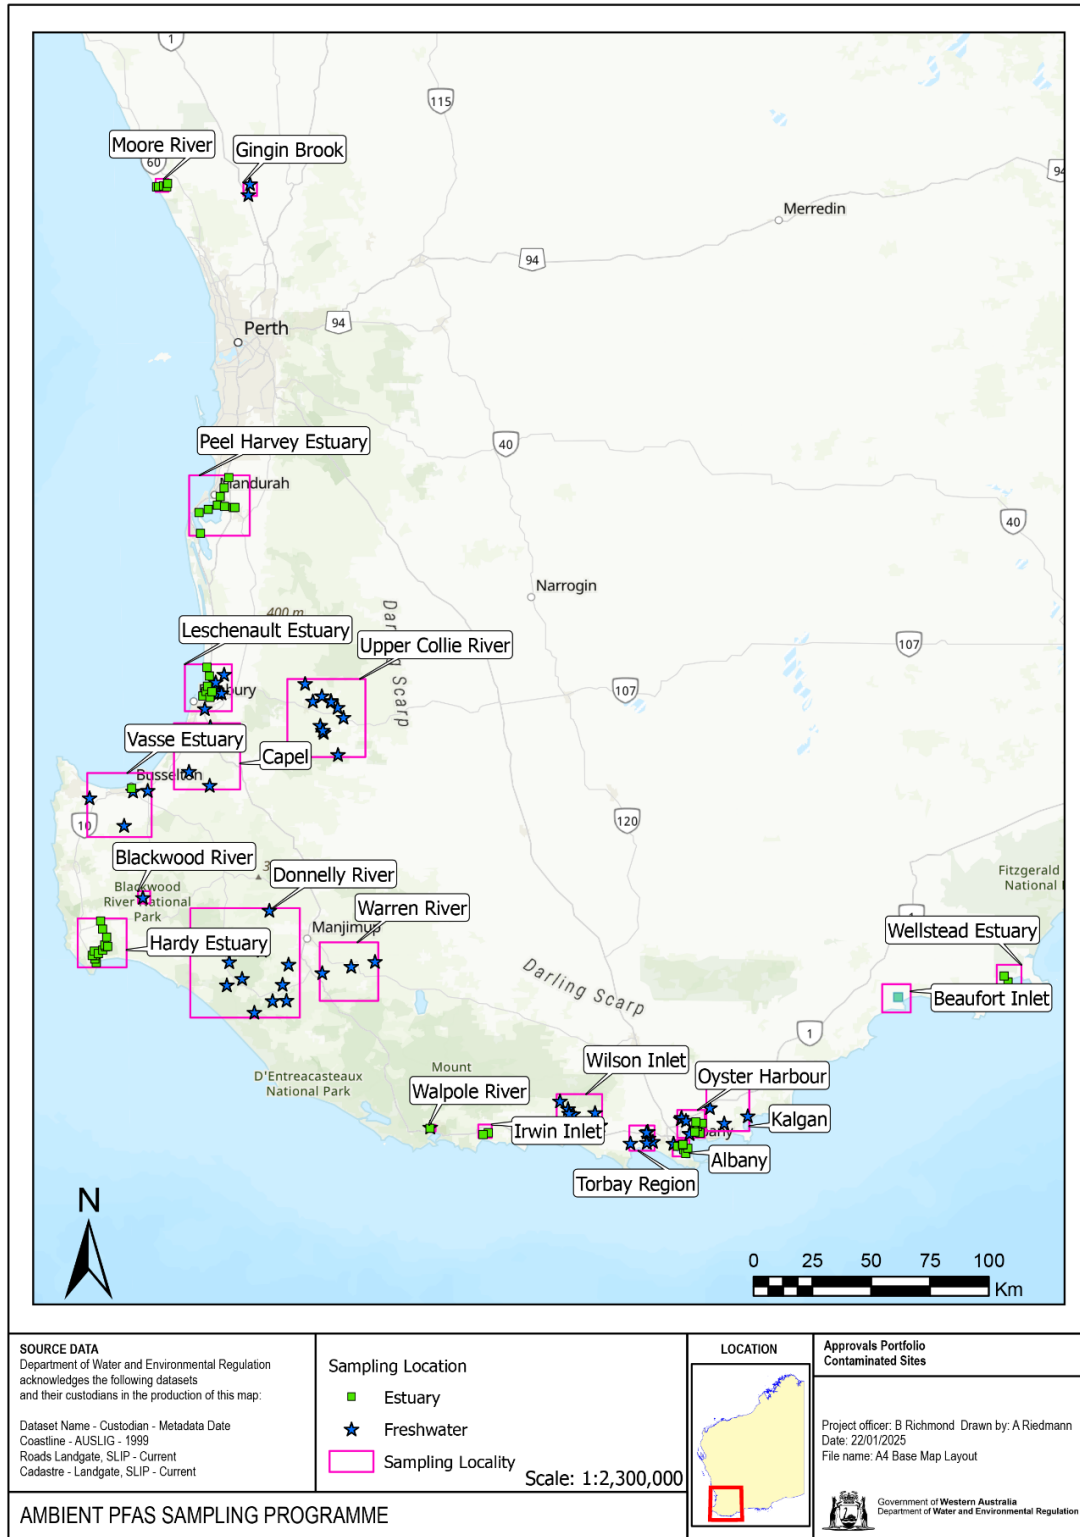 1
115
Moore River
Gingin Brook
60
94
Merredin
94
Perth
94
Peel Harvey Estuary
40
Mandurah
40
Narrogin
400 m
Darling Scarp
Leschenault Estuary
Upper Collie River
107
107
Bunbury
Vasse Estuary
Capel
Busselton
10
120
Blackwood River
Donnelly River
Blackwood
River National
Park
Warren River
Fitzgerald
National
Manjimup
Hardy Estuary
1
Wellstead Estuary
Darling Scarp
Beaufort Inlet
1
D'Entrecasteaux
National Park
Mount
Wilson Inlet
Walpole River
Oyster Harbour
Irwin Inlet
Kalgan
Albany
Albany
Torbay Region
N
0 25 50 75 100
Km
SOURCE DATA
Department of Water and Environmental Regulation
acknowledges the following datasets
and their custodians in the production of this map:
Dataset Name - Custodian - Metadata Date
Coastline - AUSLIG - 1999
Roads Landgate, SLIP - Current
Cadastre - Landgate, SLIP - Current
Sampling Location
Estuary
Freshwater
Sampling Locality
Scale: 1:2,300,000
LOCATION
Approvals Portfolio
Contaminated Sites
Project officer: B Richmond Drawn by: A Riedmann
Date: 22/01/2025
File name: A4 Base Map Layout
Government of Western Australia
Department of Water and Environmental Regulation
AMBIENT PFAS SAMPLING PROGRAMME